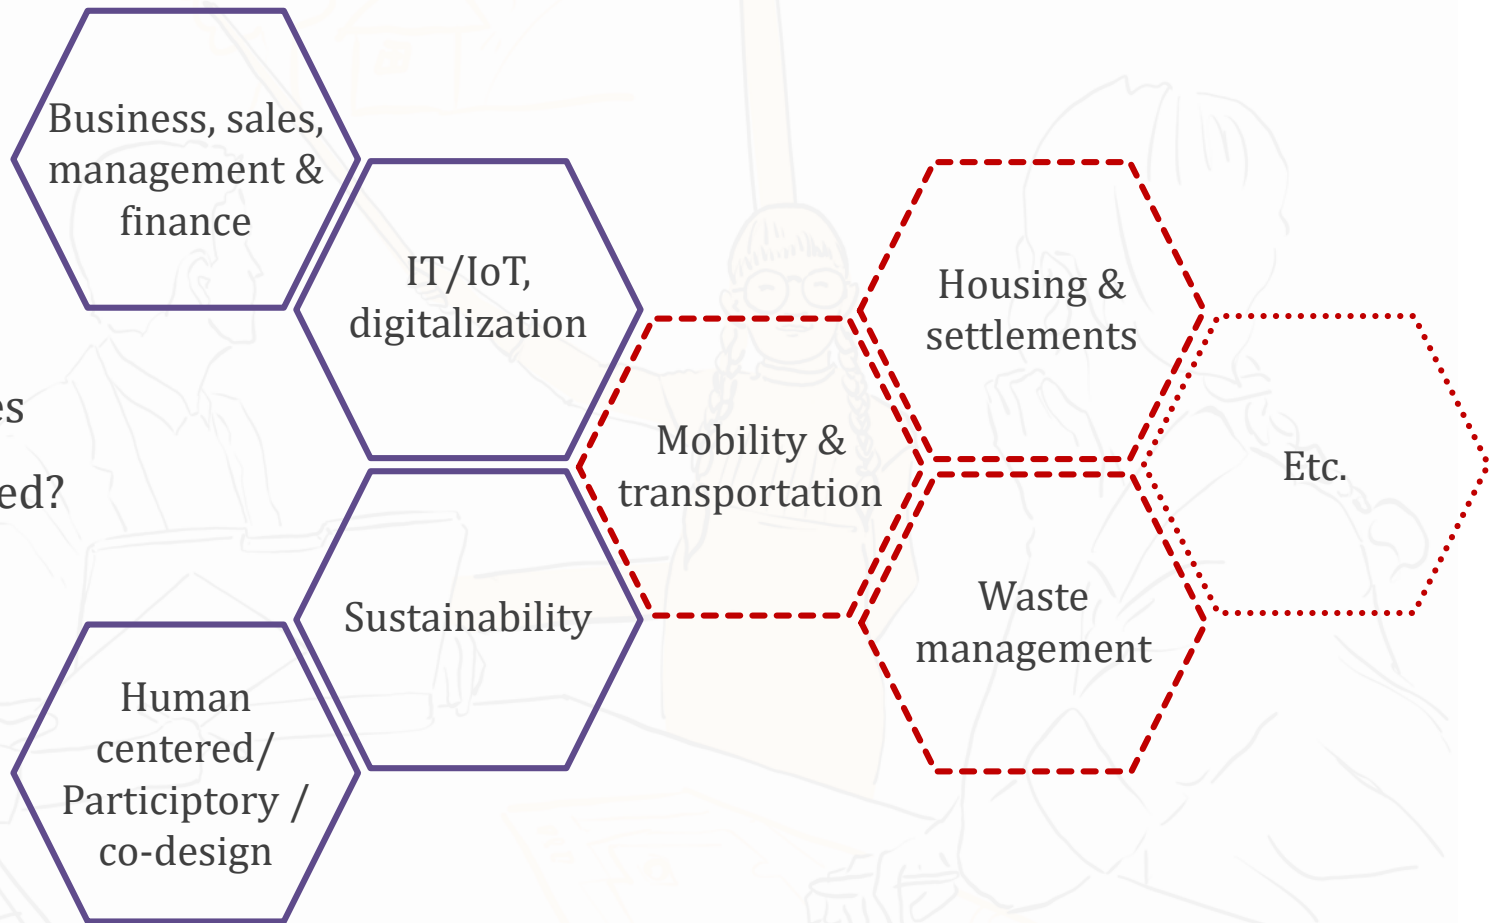 Business, sales,
management &
finance
IT/IoT,
digitalization
Housing &
settlements
Mobility &
transportation
Etc.
Sustainability
Waste
management
Human
centered/
Participtory /
co-design
es
ed?